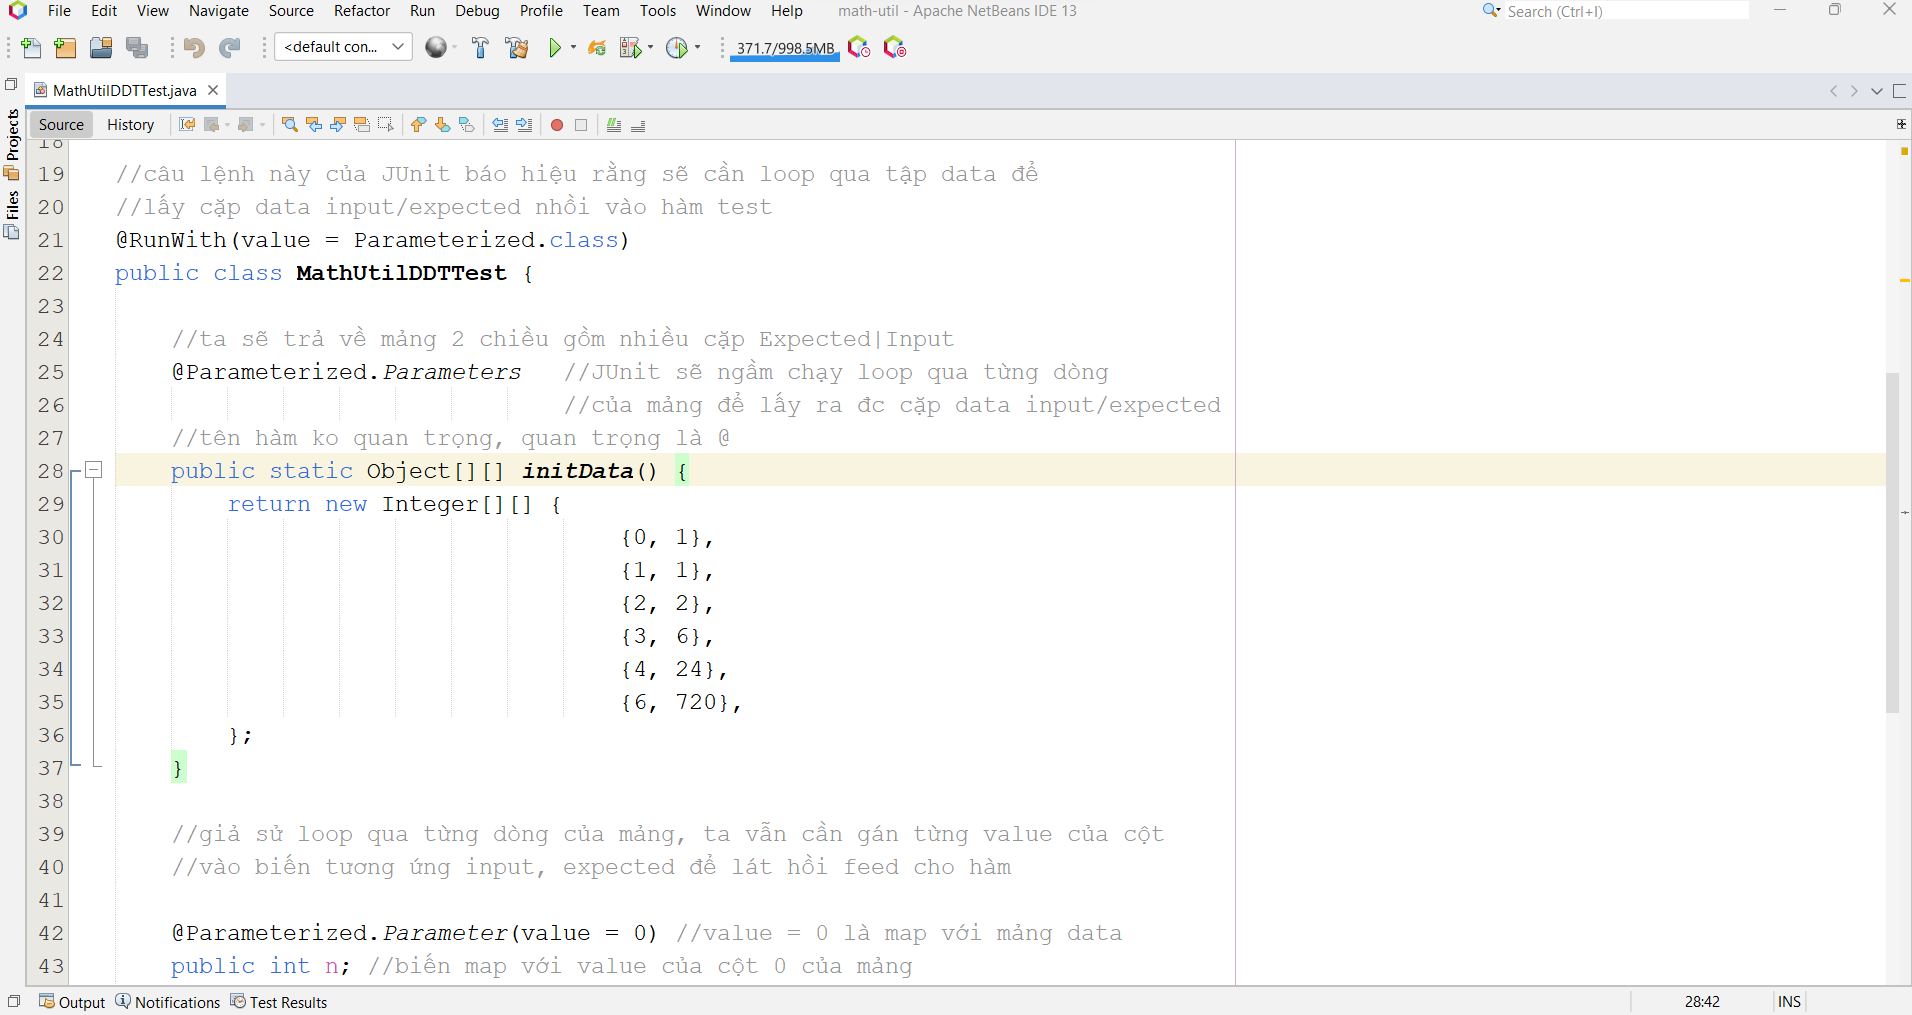 File Edit View Navigate Source Refactor Run Debug Profile Team Tools Window Help math-util - Apache NetBeans IDE 13 Search (Ctrl+I)
<default con... 371.7/998.5MB
MathUtilDDTTest.java
Source History
Projects
Files
18
19 //câu lệnh này của JUnit báo hiệu rằng sẽ cần loop qua tập data để
20 //lấy cặp data input/expected nhồi vào hàm test
21 @RunWith(value = Parameterized.class)
22 public class MathUtilDDTTest {
23
24 //ta sẽ trả về mảng 2 chiều gồm nhiều cặp Expected|Input
25 @Parameterized.Parameters //JUnit sẽ ngầm chạy loop qua từng dòng
26 //của mảng để lấy ra đc cặp data input/expected
27 //tên hàm ko quan trọng, quan trọng là @
28 public static Object[][] initData() {
29 return new Integer[][] {
30 {0, 1},
31 {1, 1},
32 {2, 2},
33 {3, 6},
34 {4, 24},
35 {6, 720},
36 };
37 }
38
39 //giả sử loop qua từng dòng của mảng, ta vẫn cần gán từng value của cột
40 //vào biến tương ứng input, expected để lát hồi feed cho hàm
41
42 @Parameterized.Parameter(value = 0) //value = 0 là map với mảng data
43 public int n; //biến map với value của cột 0 của mảng
Output Notifications Test Results 28:42 INS